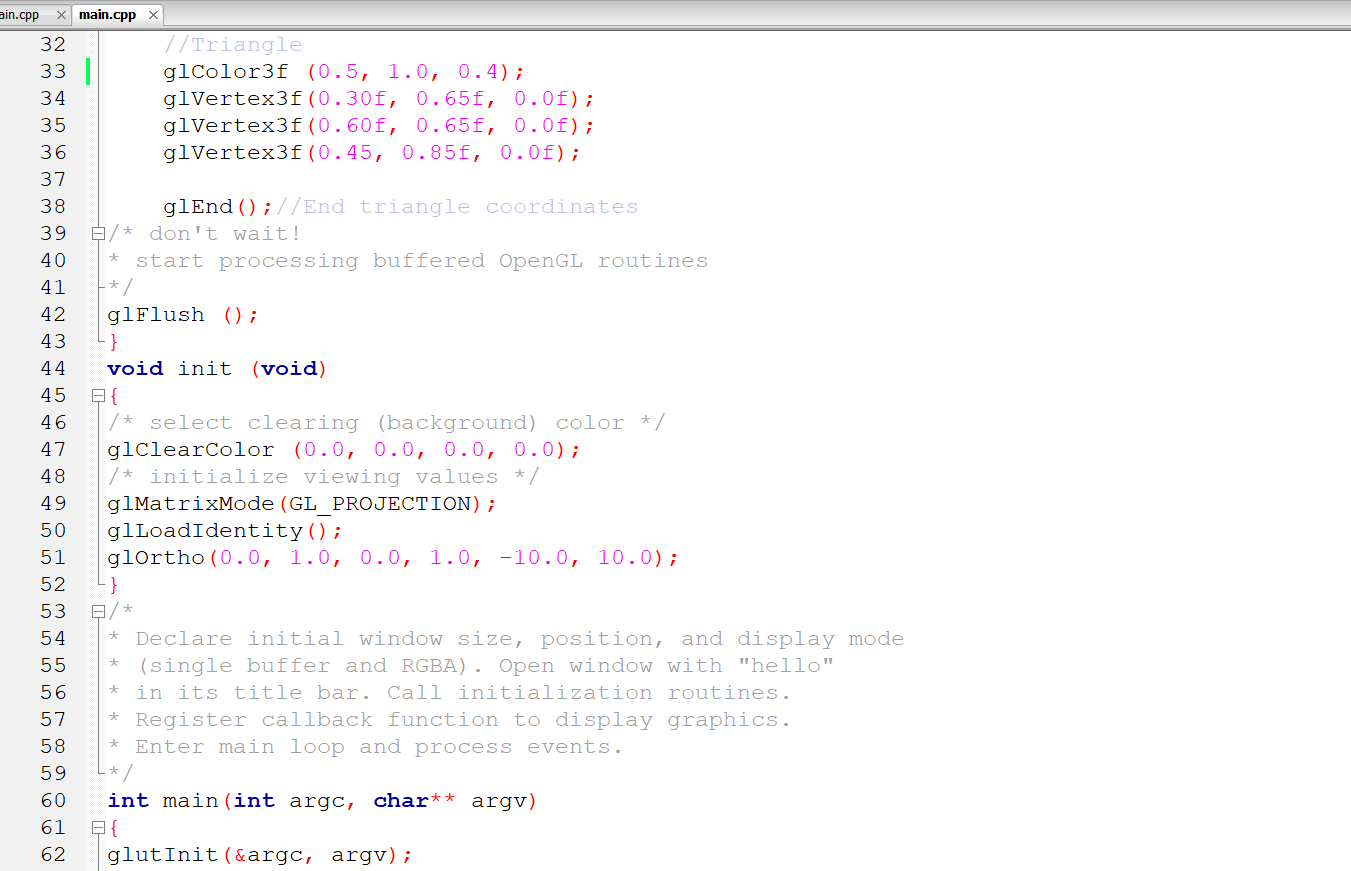 ain.cpp main.cpp
32 //Triangle
33 glColor3f (0.5, 1.0, 0.4);
34 glVertex3f(0.30f, 0.65f, 0.0f);
35 glVertex3f(0.60f, 0.65f, 0.0f);
36 glVertex3f(0.45, 0.85f, 0.0f);
37
38 glEnd();//End triangle coordinates
39 /* don't wait!
40 * start processing buffered OpenGL routines
41 */
42 glFlush ();
43 }
44 void init (void)
45 {
46 /* select clearing (background) color */
47 glClearColor (0.0, 0.0, 0.0, 0.0);
48 /* initialize viewing values */
49 glMatrixMode(GL_PROJECTION);
50 glLoadIdentity();
51 glOrtho(0.0, 1.0, 0.0, 1.0, -10.0, 10.0);
52 }
53 /*
54 * Declare initial window size, position, and display mode
55 * (single buffer and RGBA). Open window with "hello"
56 * in its title bar. Call initialization routines.
57 * Register callback function to display graphics.
58 * Enter main loop and process events.
59 */
60 int main(int argc, char** argv)
61 {
62 glutInit(&argc, argv);